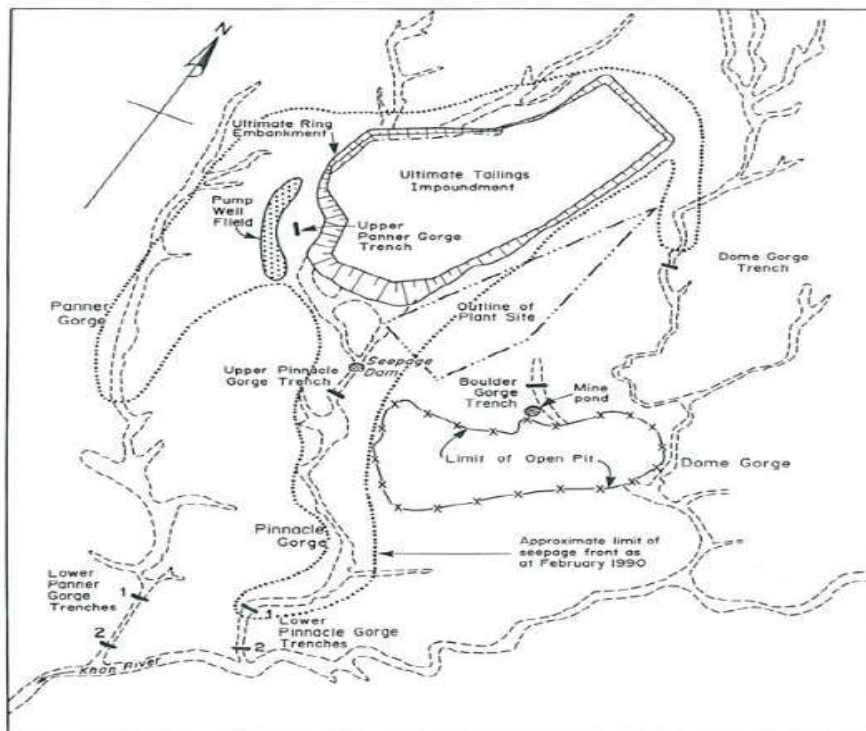 N
Ultimate Ring
Embankment
Ultimate Tailings
Impoundment
Pump
Well
Flield
Upper
Panner Gorge
Trench
Dome Gorge
Trench
Panner
Gorge
Outline of
Plant Site
Seepage
Dam
Upper Pinnacle
Gorge Trench
Boulder
Gorge
Trench
Mine
pond
Limit of Open Pit
Dome Gorge
Pinnacle
Gorge
Approximate limit of
seepage front as
at February 1990
Lower
Panner
Gorge
Trenches
1
2
1
Lower
Pinnacle Gorge
Trenches
2
Khan River